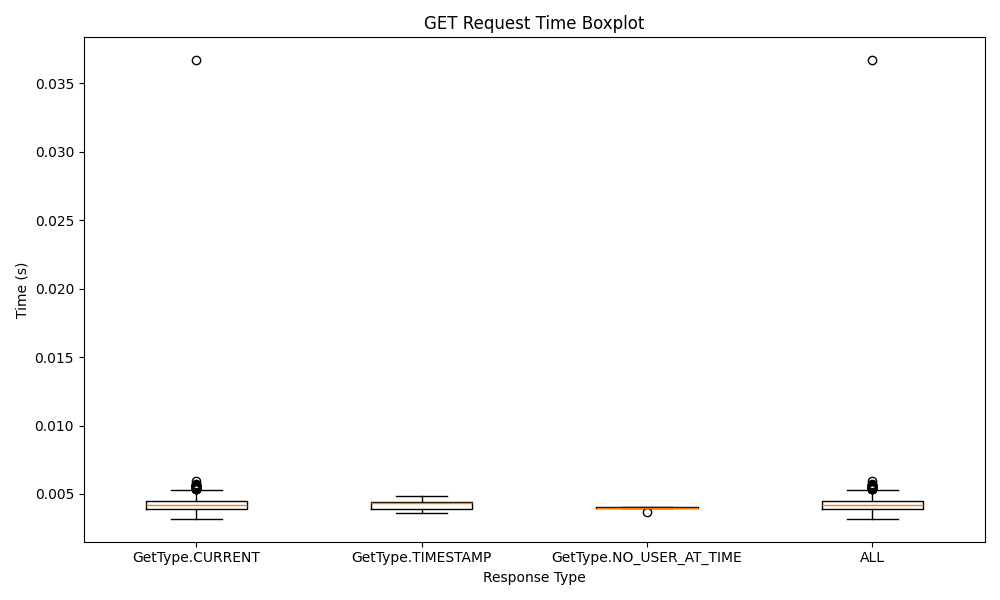 GET Request Time Boxplot
0.035
0.030
0.025
0.020
0.015
0.010
0.005
Time (s)
GetType.CURRENT
GetType.TIMESTAMP
GetType.NO_USER_AT_TIME
ALL
Response Type